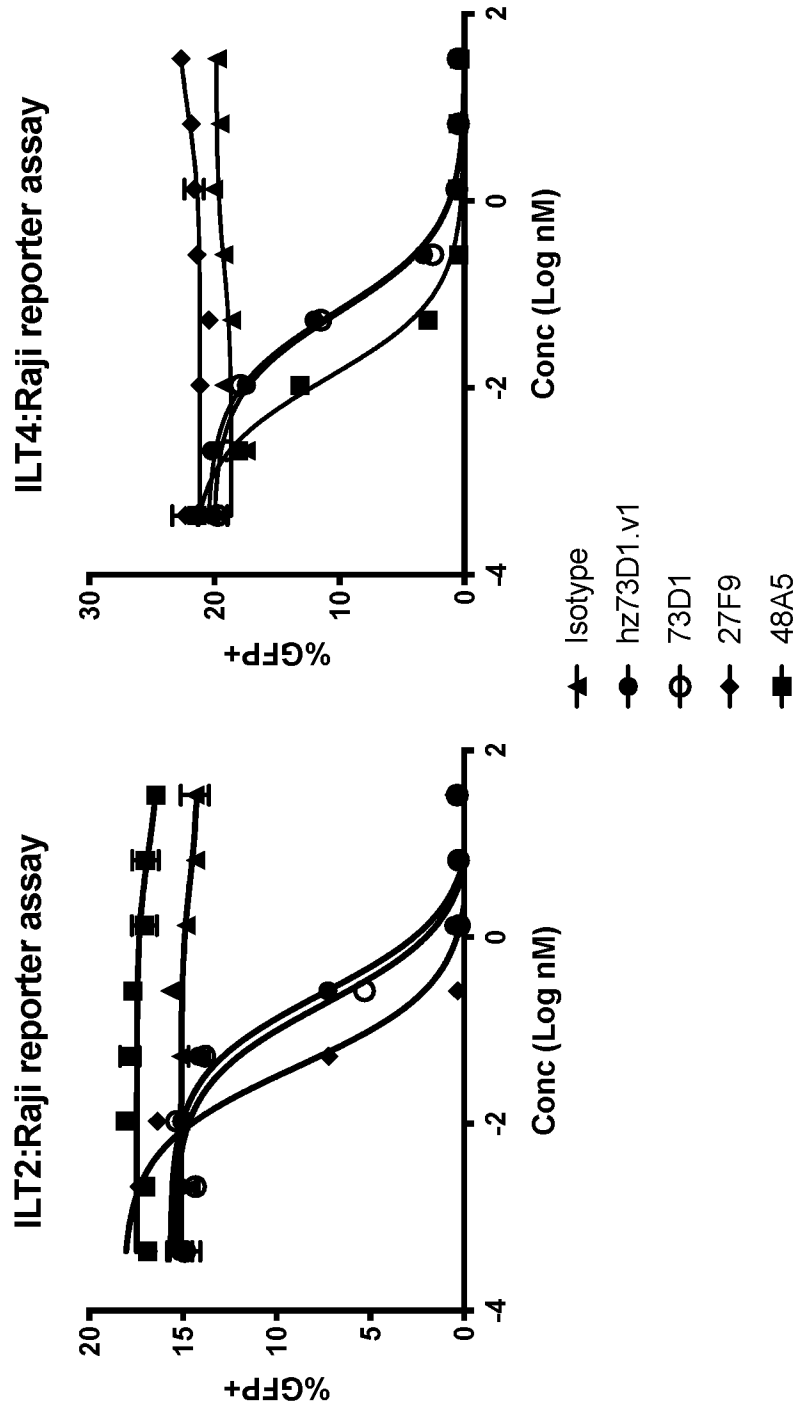 ILT2:Raji reporter assay
20
15
10
5
0
%GFP+
-4
-2
0
2
Conc (Log nM)
ILT4:Raji reporter assay
30
20
10
0
%GFP+
-4
-2
0
2
Conc (Log nM)
Isotype
hz73D1.v1
73D1
27F9
48A5